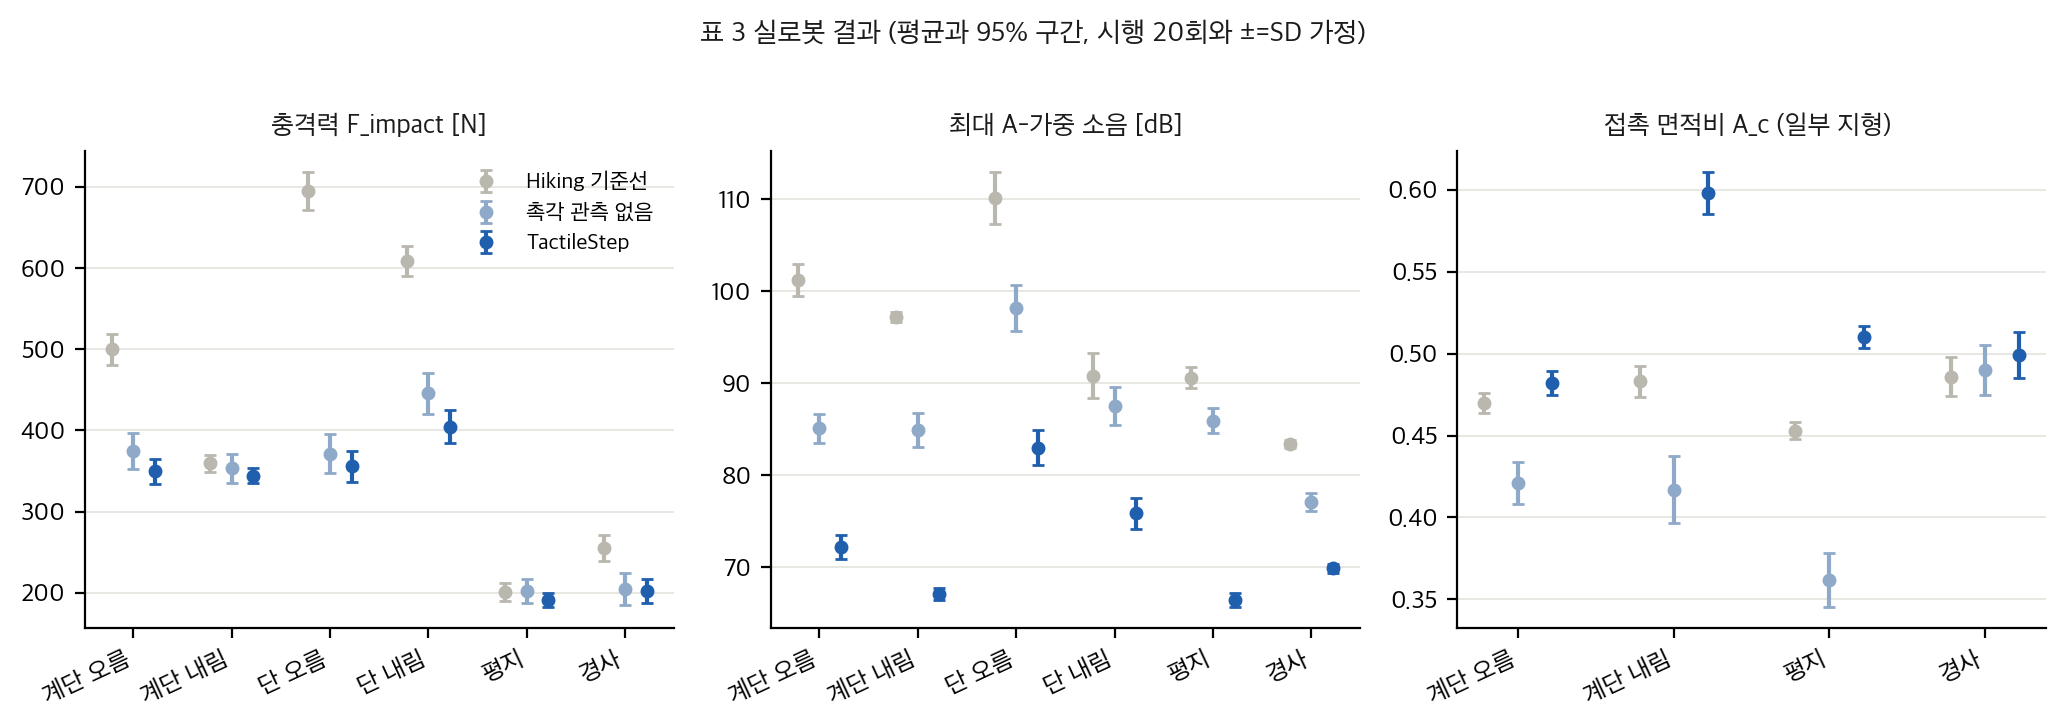 표 3 실로봇 결과 (평균과 95% 구간, 시행 20회와 ±=SD 가정)
충격력 F_impact [N]
700
600
500
400
300
200
Hiking 기준선
촉각 관측 없음
TactileStep
계단 오름
계단 내림
단 오름
단 내림
평지
경사
최대 A-가중 소음 [dB]
110
100
90
80
70
계단 오름
계단 내림
단 오름
단 내림
평지
경사
접촉 면적비 A_c (일부 지형)
0.60
0.55
0.50
0.45
0.40
0.35
계단 오름
계단 내림
평지
경사